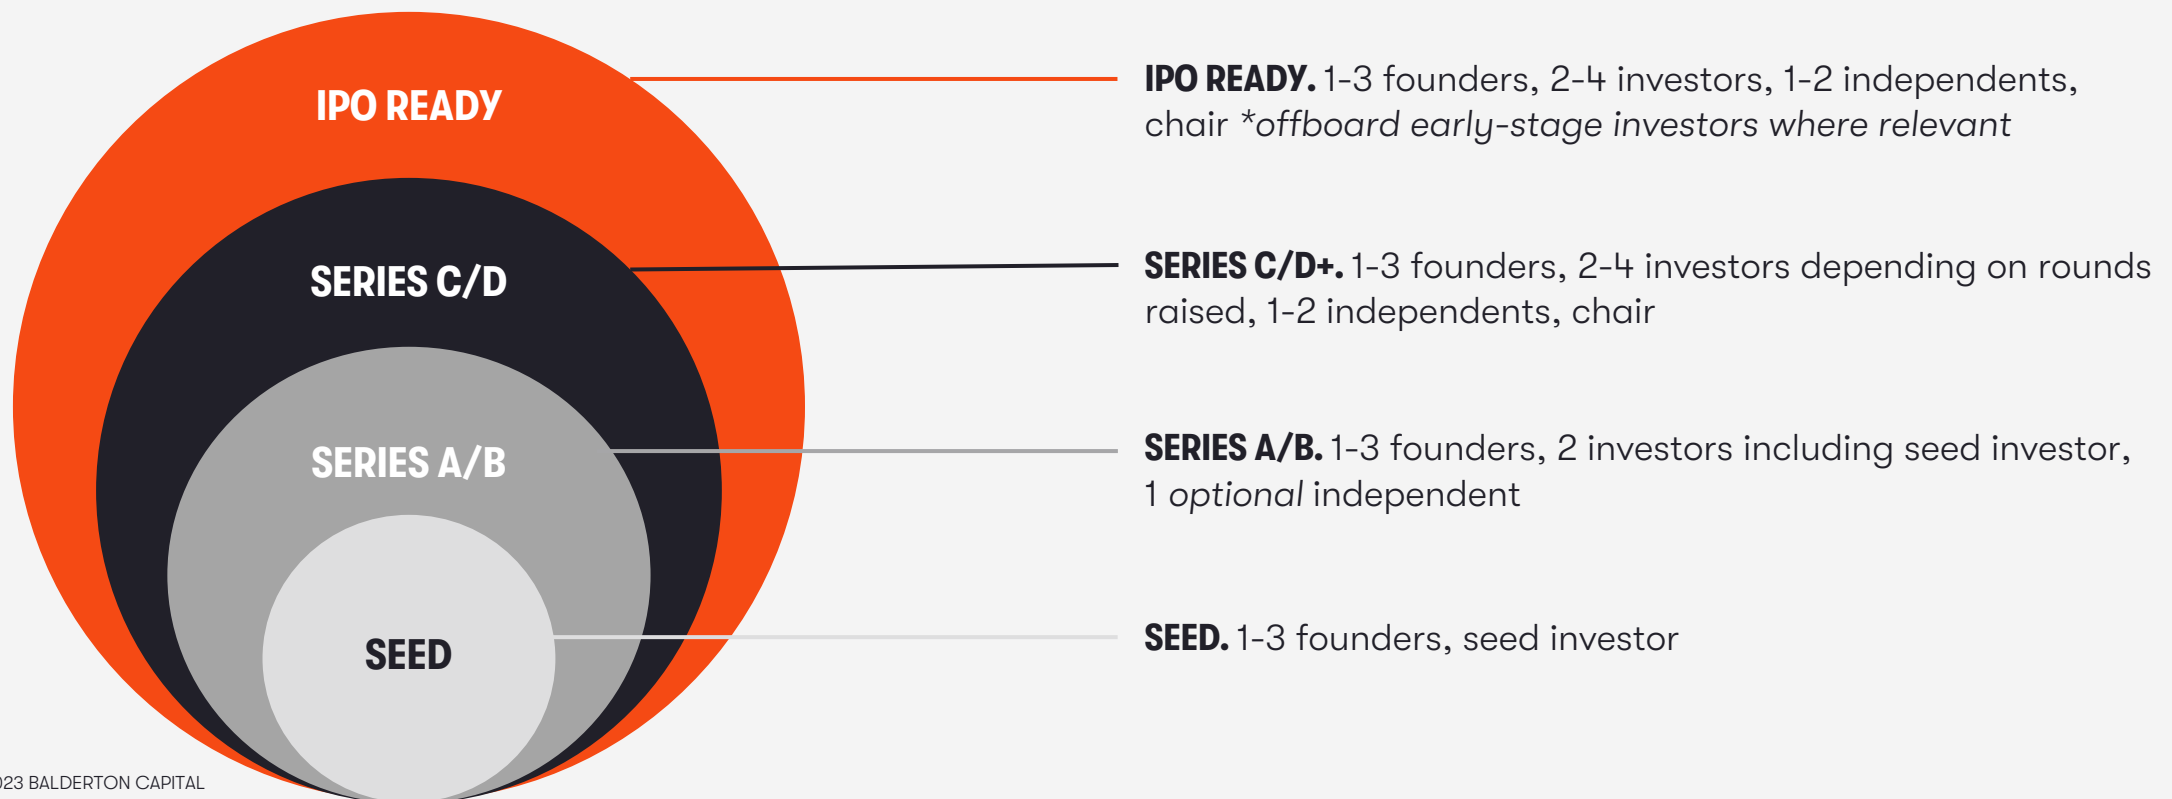 IPO READY
SERIES C/D
SERIES A/B
SEED
IPO READY. 1-3 founders, 2-4 investors, 1-2 independents,
chair *offboard early-stage investors where relevant
SERIES C/D+. 1-3 founders, 2-4 investors depending on rounds
raised, 1-2 independents, chair
SERIES A/B. 1-3 founders, 2 investors including seed investor,
1 optional independent
SEED. 1-3 founders, seed investor
23 BALDERTON CAPITAL